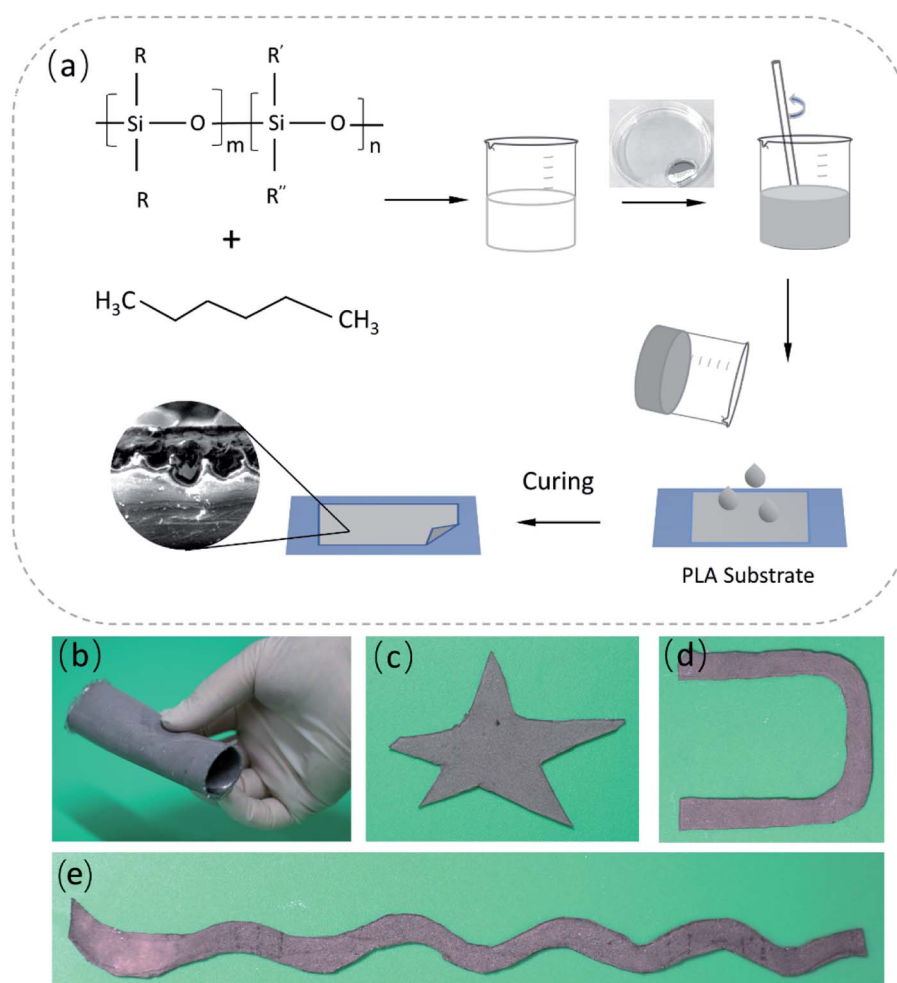 (a)
R
R′
Si
O
m
Si
O
n
R
R″
+
H₃C
CH₃
Curing
PLA Substrate
(b)
(c)
(d)
(e)